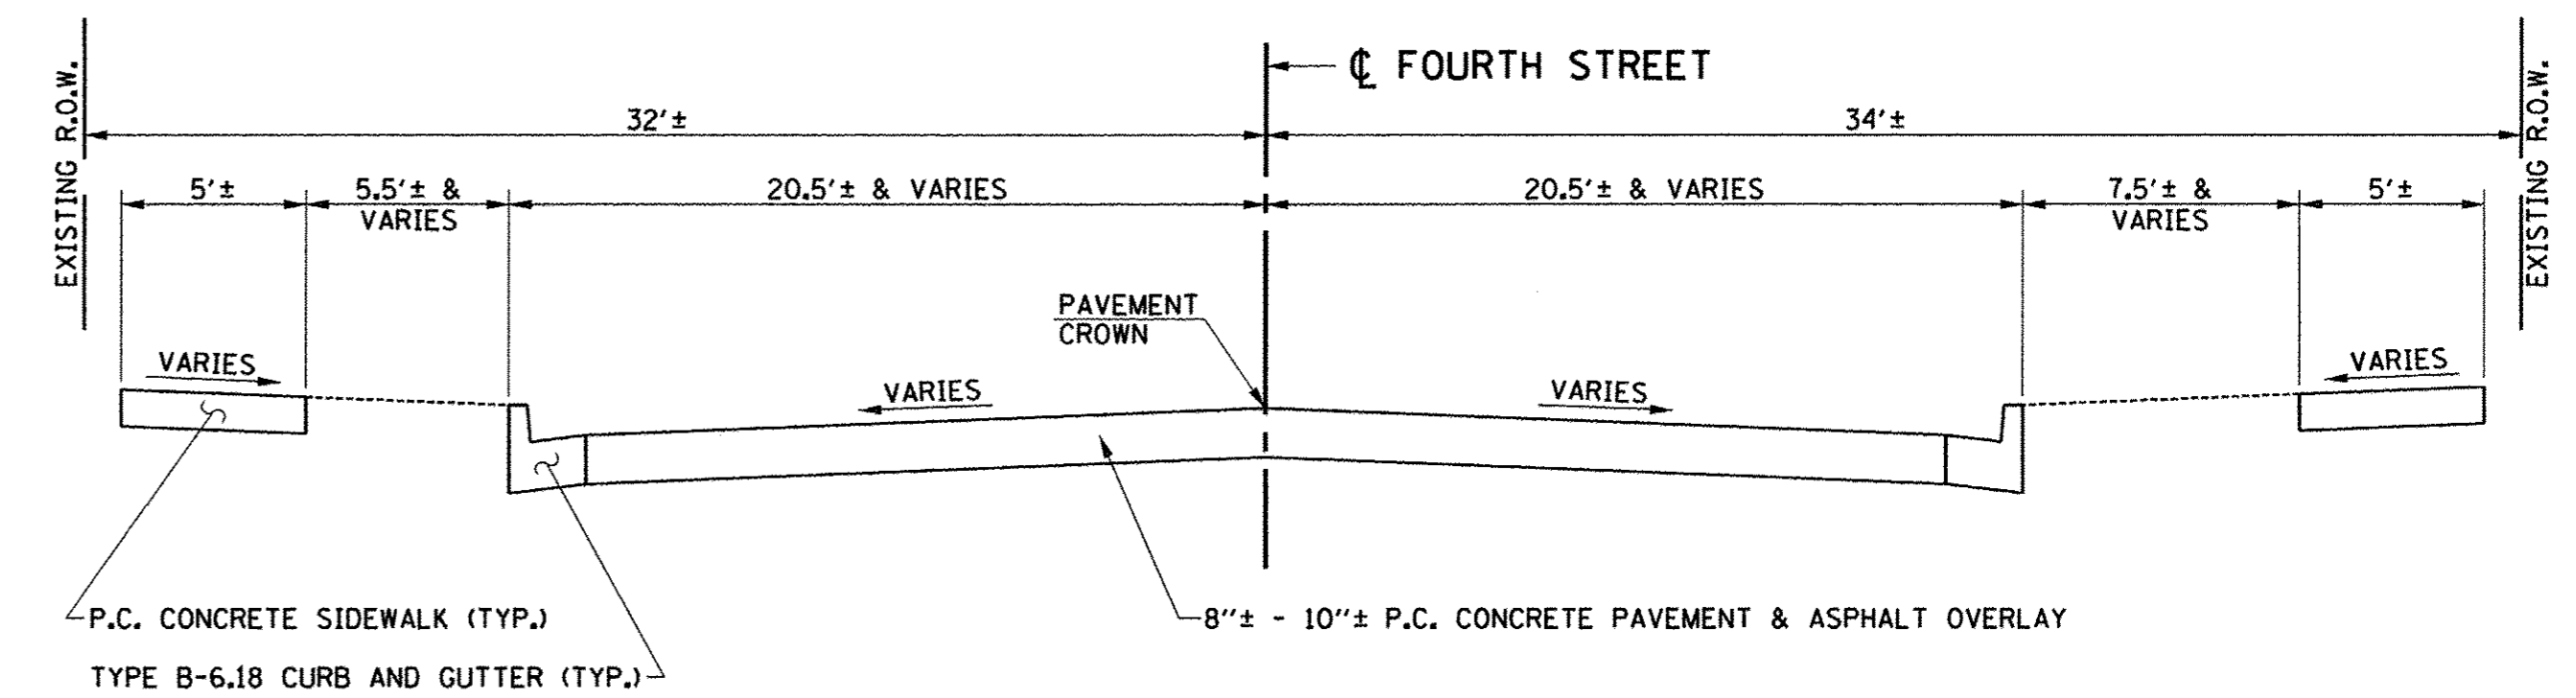 ℄ FOURTH STREET
EXISTING R.O.W.
32'±
34'±
EXISTING R.O.W.
5'±
5.5'± &
VARIES
20.5'± & VARIES
20.5'± & VARIES
7.5'± &
VARIES
5'±
PAVEMENT
CROWN
VARIES
VARIES
VARIES
VARIES
P.C. CONCRETE SIDEWALK (TYP.)
8"± - 10"± P.C. CONCRETE PAVEMENT & ASPHALT OVERLAY
TYPE B-6.18 CURB AND GUTTER (TYP.)